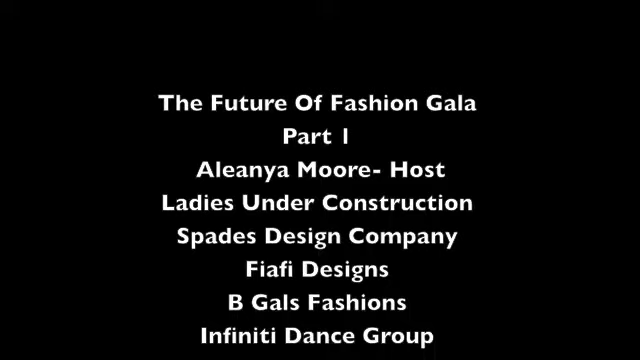 The Future Of Fashion Gala
Part 1
Aleanya Moore- Host
Ladies Under Construction
Spades Design Company
Fiafi Designs
B Gals Fashions
Infiniti Dance Group